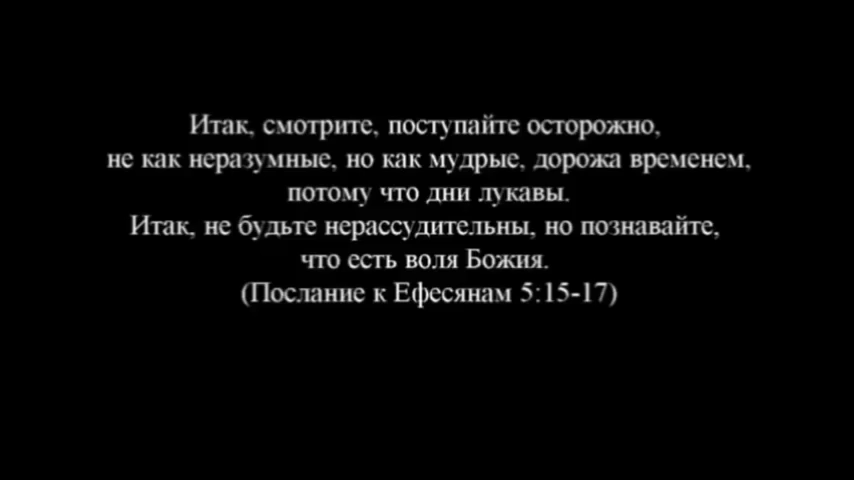 Итак, смотрите, поступайте осторожно,
не как неразумные, но как мудрые, дорожа временем,
потому что дни лукавы.
Итак, не будьте нерассудительны, но познавайте,
что есть воля Божия.
(Послание к Ефесянам 5:15-17)